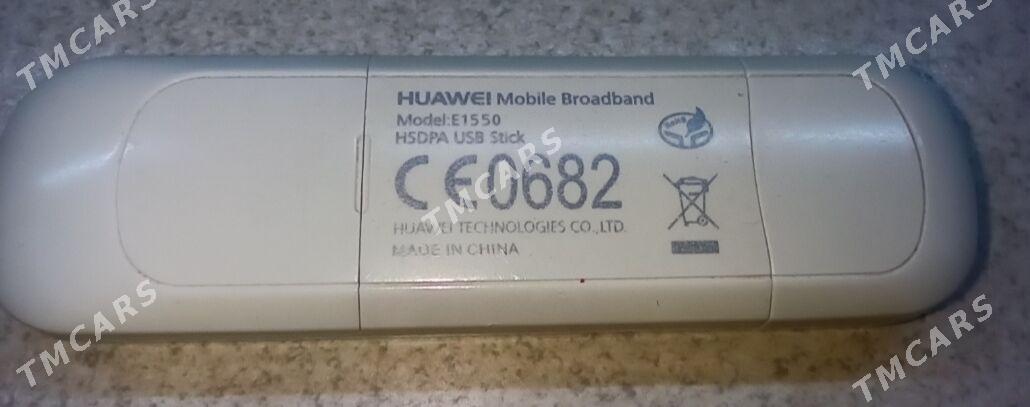 TMCARS
TMCARS
HUAWEI Mobile Broadband
Model:E1550
HSDPA USB Stick
RoHS
CE0682
TMCARS
HUAWEI TECHNOLOGIES CO.,LTD.
MADE IN CHINA
TMCARS
TMCARS